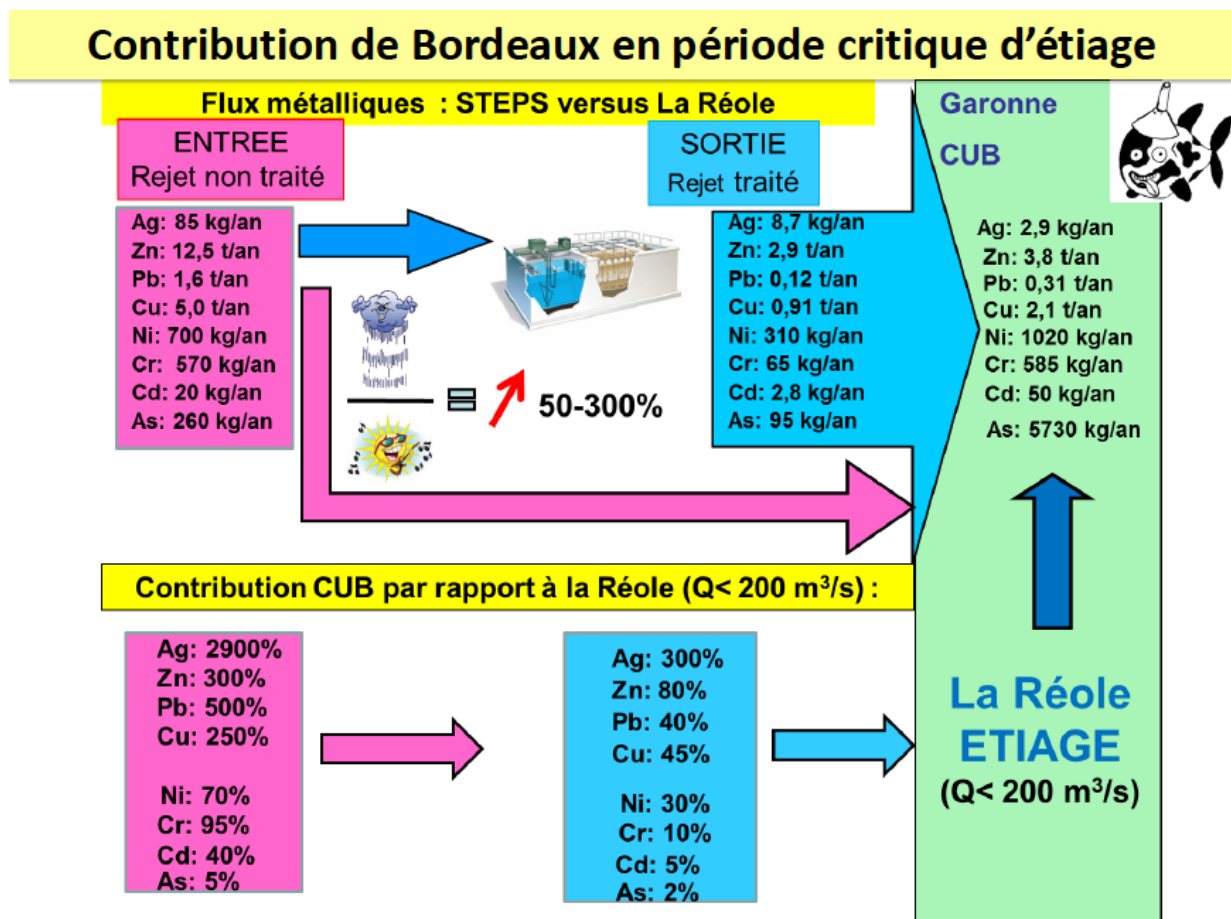 Contribution de Bordeaux en période critique d’étiage
Flux métalliques : STEPS versus La Réole
ENTREE
Rejet non traité
Ag: 85 kg/an
Zn: 12,5 t/an
Pb: 1,6 t/an
Cu: 5,0 t/an
Ni: 700 kg/an
Cr: 570 kg/an
Cd: 20 kg/an
As: 260 kg/an
= 50-300%
SORTIE
Rejet traité
Ag: 8,7 kg/an
Zn: 2,9 t/an
Pb: 0,12 t/an
Cu: 0,91 t/an
Ni: 310 kg/an
Cr: 65 kg/an
Cd: 2,8 kg/an
As: 95 kg/an
Garonne
CUB
Ag: 2,9 kg/an
Zn: 3,8 t/an
Pb: 0,31 t/an
Cu: 2,1 t/an
Ni: 1020 kg/an
Cr: 585 kg/an
Cd: 50 kg/an
As: 5730 kg/an
Contribution CUB par rapport à la Réole (Q< 200 m³/s) :
Ag: 2900%
Zn: 300%
Pb: 500%
Cu: 250%
Ni: 70%
Cr: 95%
Cd: 40%
As: 5%
Ag: 300%
Zn: 80%
Pb: 40%
Cu: 45%
Ni: 30%
Cr: 10%
Cd: 5%
As: 2%
La Réole
ETIAGE
(Q< 200 m³/s)